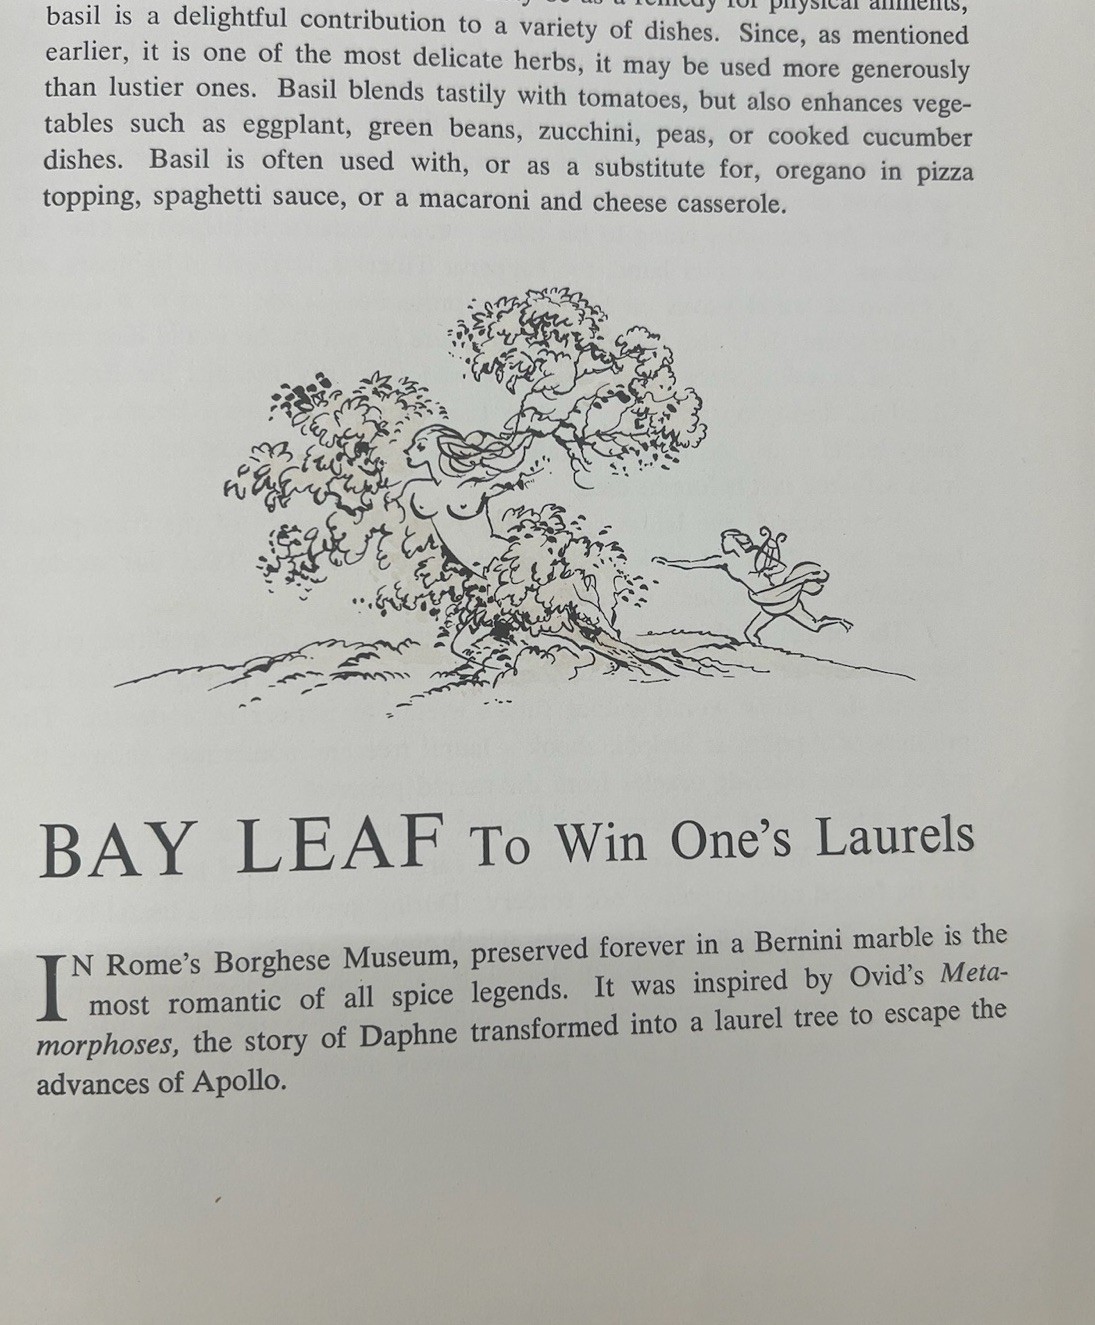 as a remedy for physical ailments,
basil is a delightful contribution to a variety of dishes. Since, as mentioned
earlier, it is one of the most delicate herbs, it may be used more generously
than lustier ones. Basil blends tastily with tomatoes, but also enhances vege-
tables such as eggplant, green beans, zucchini, peas, or cooked cucumber
dishes. Basil is often used with, or as a substitute for, oregano in pizza
topping, spaghetti sauce, or a macaroni and cheese casserole.
BAY LEAF To Win One's Laurels
IN Rome's Borghese Museum, preserved forever in a Bernini marble is the
most romantic of all spice legends. It was inspired by Ovid's Meta-
morphoses, the story of Daphne transformed into a laurel tree to escape the
advances of Apollo.